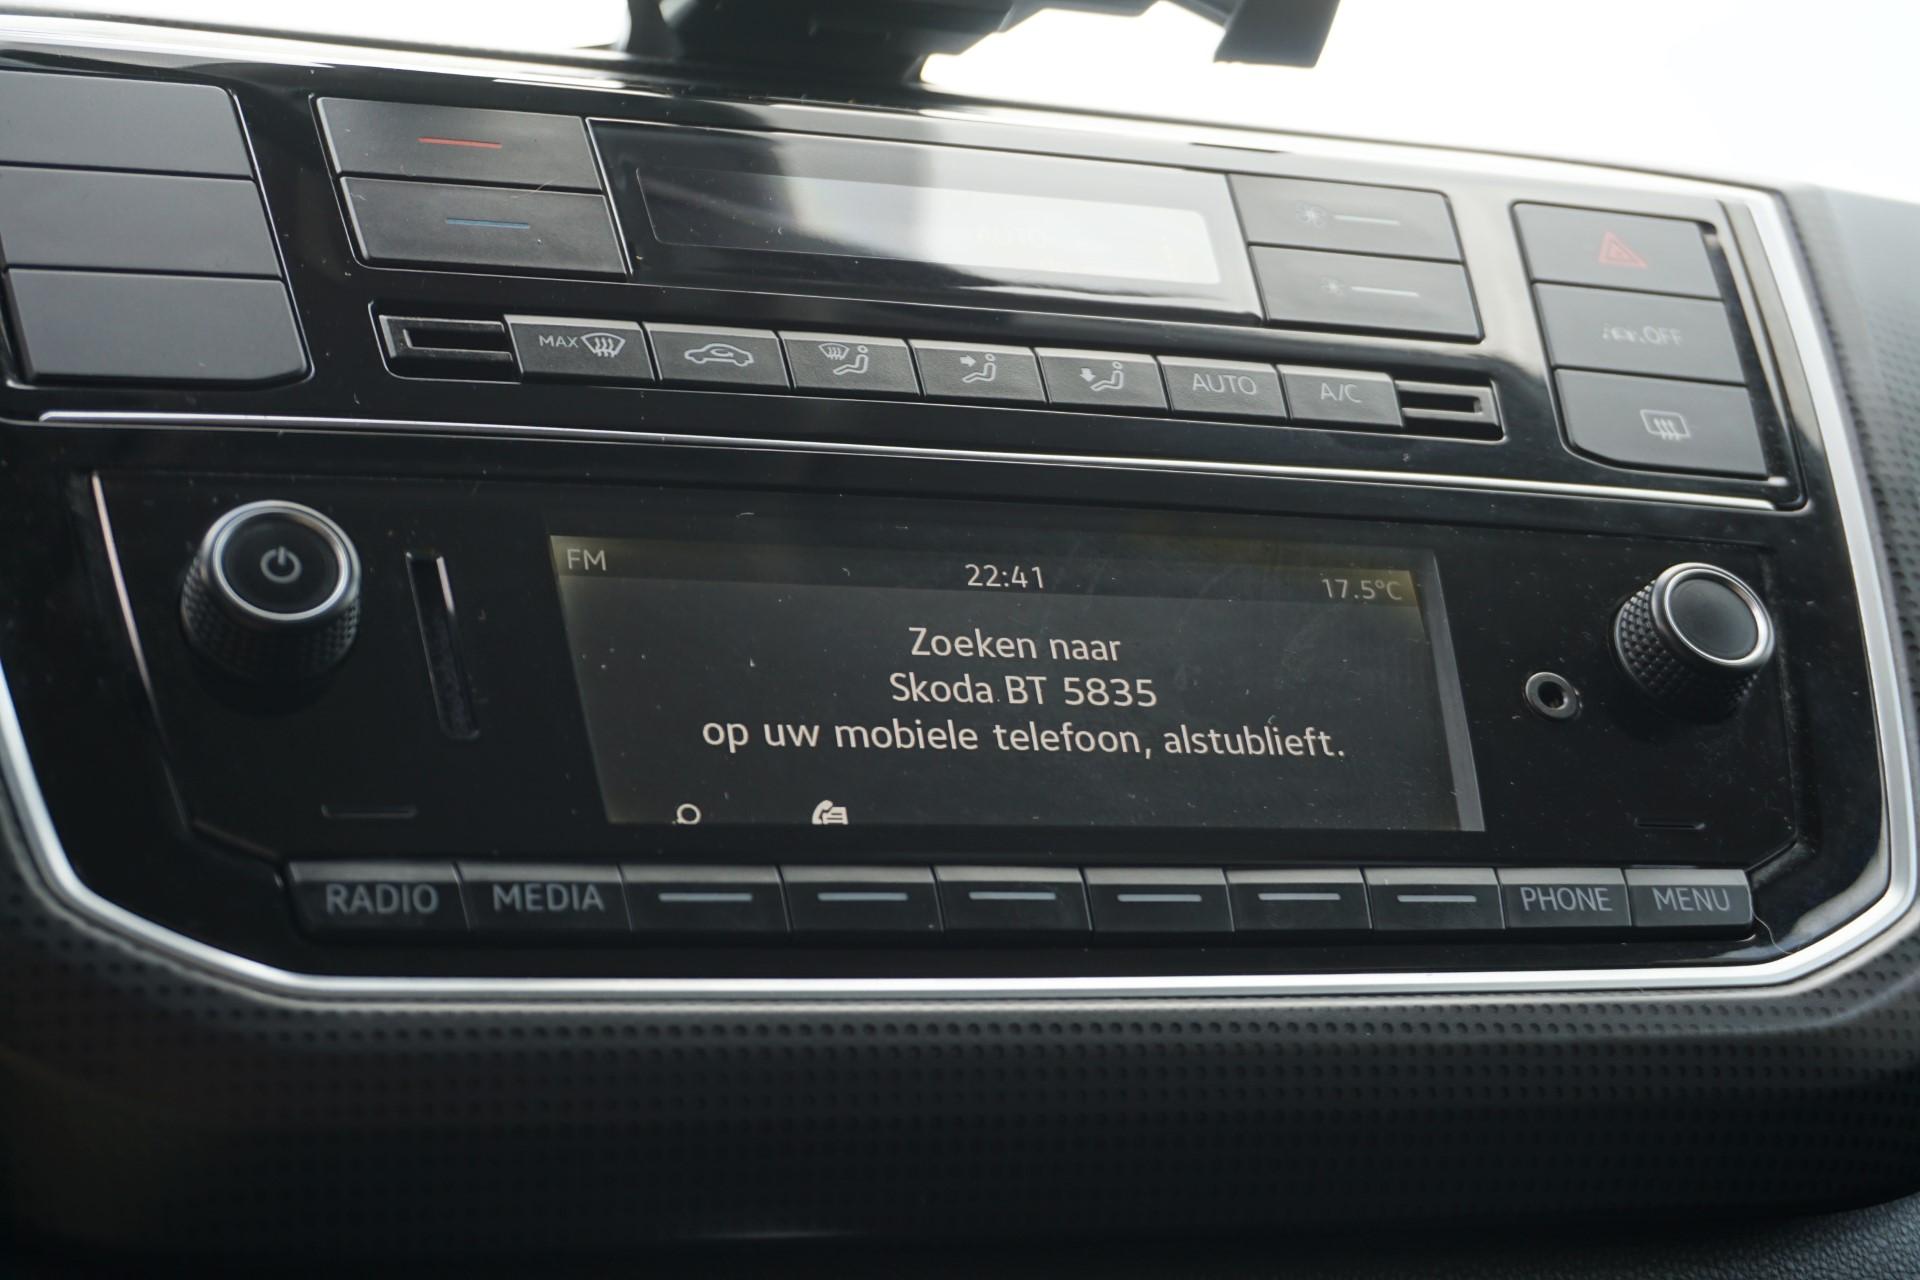 MAX
AUTO
A/C
OFF
FM
22:41
17.5°C
Zoeken naar
Skoda BT 5835
op uw mobiele telefoon, alstublieft.
RADIO
MEDIA
PHONE
MENU